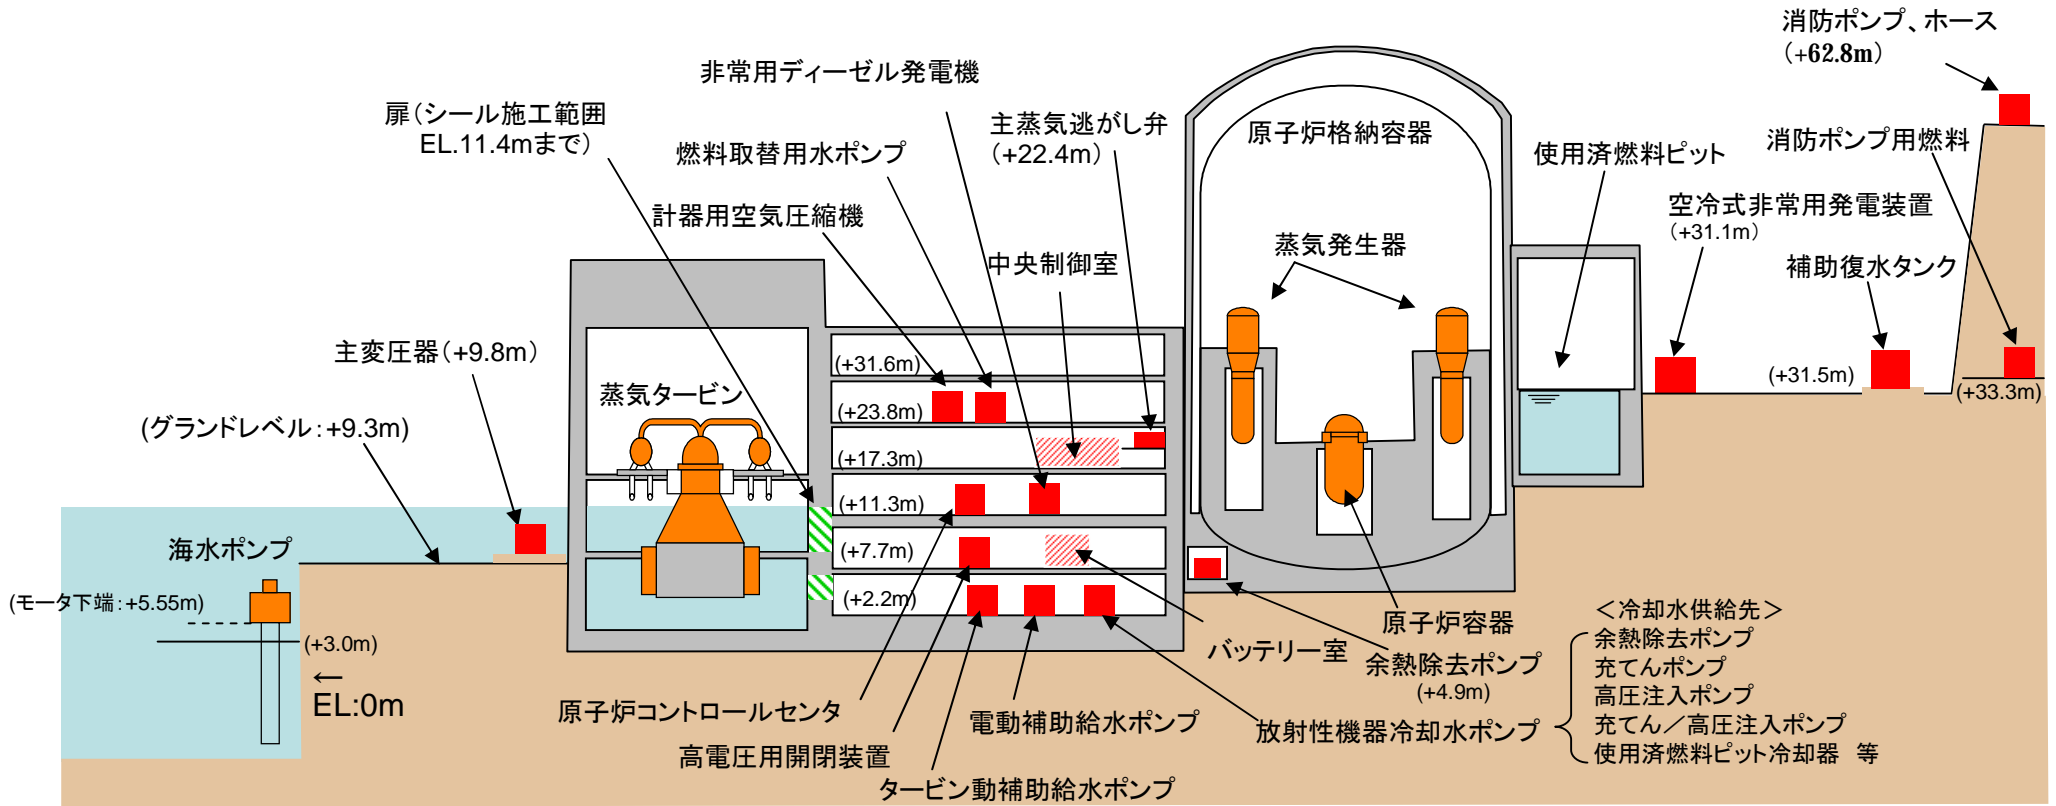 消防ポンプ、ホース
(+62.8m)
非常用ディーゼル発電機
扉(シール施工範囲
EL.11.4mまで)
主蒸気逃がし弁
(+22.4m)
原子炉格納容器
燃料取替用水ポンプ
使用済燃料ピット
消防ポンプ用燃料
計器用空気圧縮機
空冷式非常用発電装置
(+31.1m)
中央制御室
蒸気発生器
補助復水タンク
主変圧器(+9.8m)
(+31.6m)
蒸気タービン
(+31.5m)
(+33.3m)
(+23.8m)
(グランドレベル:+9.3m)
(+17.3m)
(+11.3m)
海水ポンプ
(+7.7m)
(モータ下端:+5.55m)
(+2.2m)
(+3.0m)
←
EL:0m
原子炉容器
バッテリー室
余熱除去ポンプ
(+4.9m)
原子炉コントロールセンタ
電動補助給水ポンプ
放射性機器冷却水ポンプ
高電圧用開閉装置
タービン動補助給水ポンプ
<冷却水供給先>
余熱除去ポンプ
充てんポンプ
高圧注入ポンプ
充てん/高圧注入ポンプ
使用済燃料ピット冷却器 等